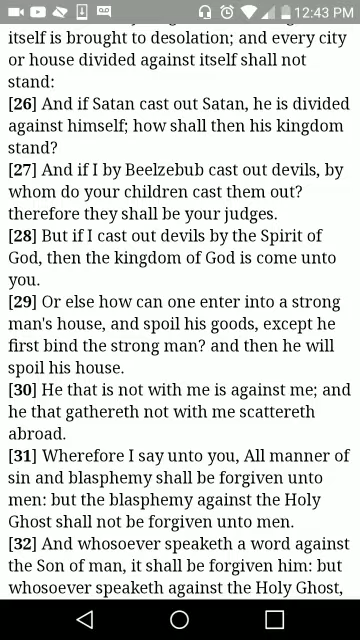 12:43 PM
itself is brought to desolation; and every city
or house divided against itself shall not
stand:
[26] And if Satan cast out Satan, he is divided
against himself; how shall then his kingdom
stand?
[27] And if I by Beelzebub cast out devils, by
whom do your children cast them out?
therefore they shall be your judges.
[28] But if I cast out devils by the Spirit of
God, then the kingdom of God is come unto
you.
[29] Or else how can one enter into a strong
man's house, and spoil his goods, except he
first bind the strong man? and then he will
spoil his house.
[30] He that is not with me is against me; and
he that gathereth not with me scattereth
abroad.
[31] Wherefore I say unto you, All manner of
sin and blasphemy shall be forgiven unto
men: but the blasphemy against the Holy
Ghost shall not be forgiven unto men.
[32] And whosoever speaketh a word against
the Son of man, it shall be forgiven him: but
whosoever speaketh against the Holy Ghost,